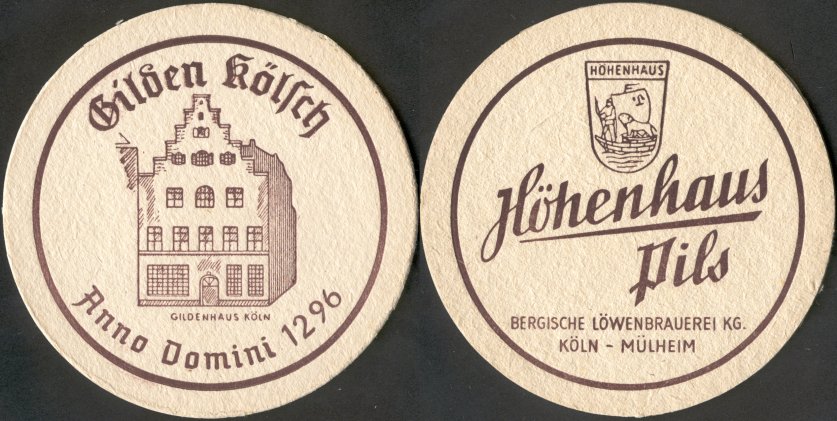 Gilden Kölsch
GILDENHAUS KÖLN
Anno Domini 1296
HÖHENHAUS
Höhenhaus
Pils
BERGISCHE LÖWENBRAUEREI KG.
KÖLN - MÜLHEIM